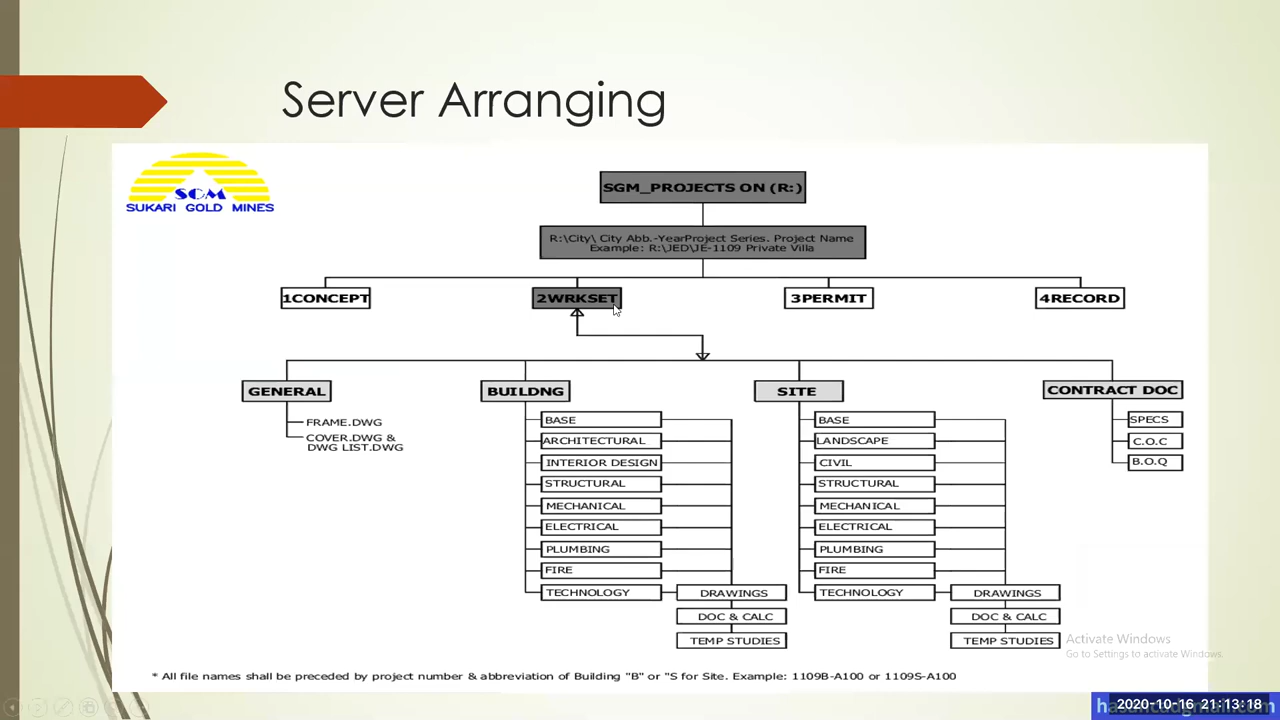 Server Arranging
SGM
SUKARI GOLD MINES
SGM_PROJECTS ON (R:)
R:\City\ City Abb.-YearProject Series. Project Name
Example: R:\JED\JE-1109 Private Villa
1CONCEPT
2WRKSET
3PERMIT
4RECORD
GENERAL
FRAME.DWG
COVER.DWG &
DWG LIST.DWG
BUILDNG
BASE
ARCHITECTURAL
INTERIOR DESIGN
STRUCTURAL
MECHANICAL
ELECTRICAL
PLUMBING
FIRE
TECHNOLOGY
DRAWINGS
DOC & CALC
TEMP STUDIES
SITE
BASE
LANDSCAPE
CIVIL
STRUCTURAL
MECHANICAL
ELECTRICAL
PLUMBING
FIRE
TECHNOLOGY
DRAWINGS
DOC & CALC
TEMP STUDIES
CONTRACT DOC
SPECS
C.O.C
B.O.Q
Activate Windows
Go to Settings to activate Windows.
* All file names shall be preceded by project number & abbreviation of Building "B" or "S for Site. Example: 1109B-A100 or 1109S-A100
2020-10-16 21:13:18